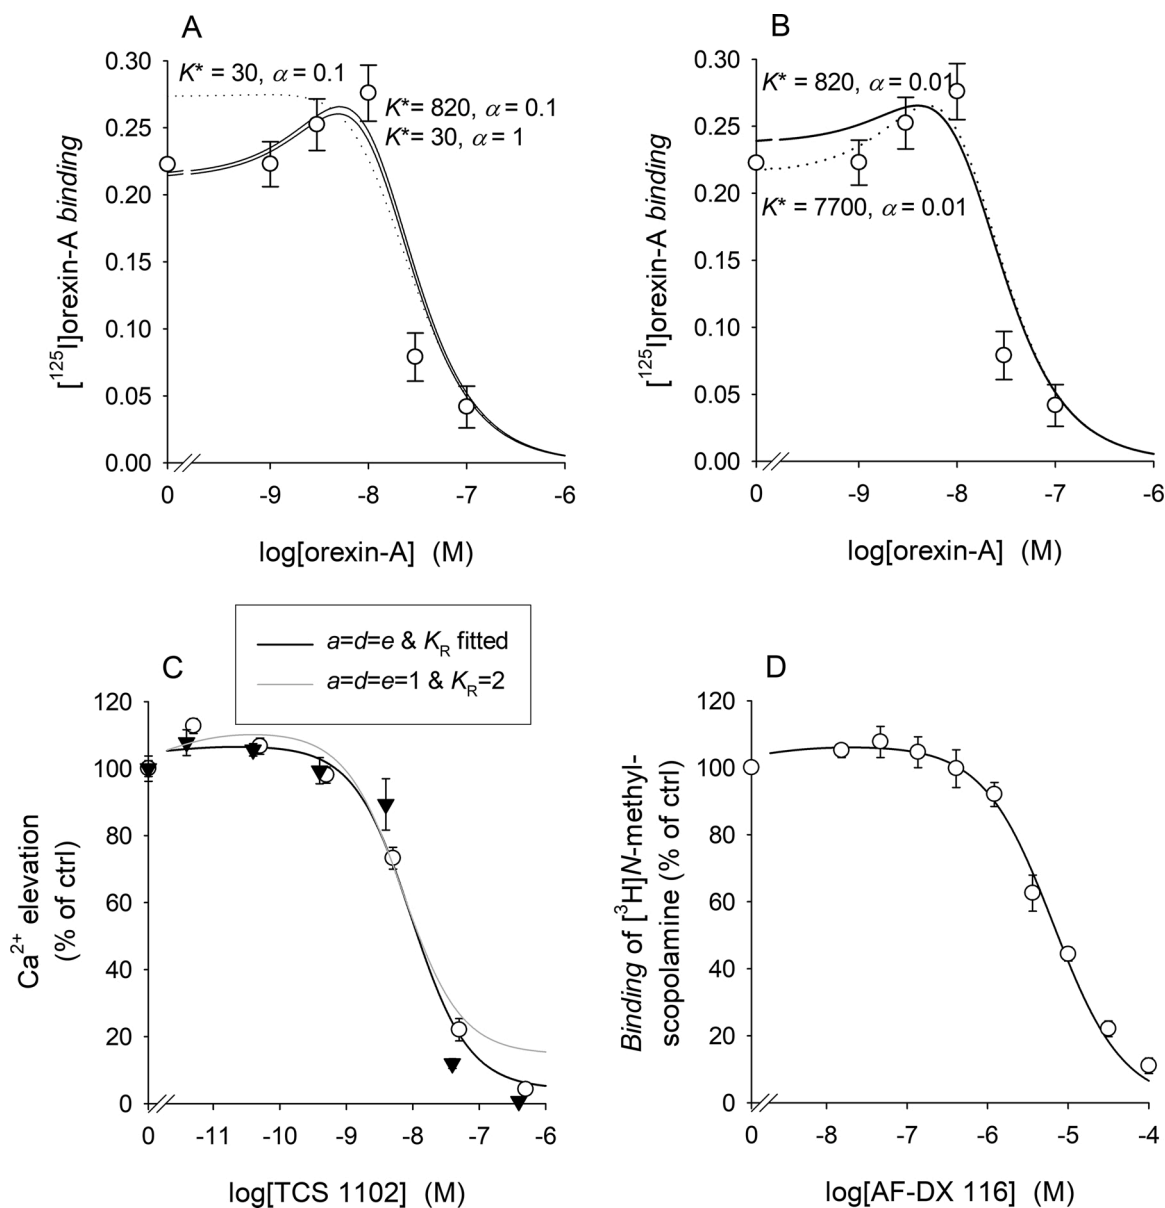 A
K* = 30, α = 0.1
K* = 820, α = 0.1
K* = 30, α = 1
[¹²⁵I]orexin-A binding
0.30
0.25
0.20
0.15
0.10
0.05
0.00
0 -9 -8 -7 -6
log[orexin-A] (M)
B
K* = 820, α = 0.01
K* = 7700, α = 0.01
[¹²⁵I]orexin-A binding
0.30
0.25
0.20
0.15
0.10
0.05
0.00
0 -9 -8 -7 -6
log[orexin-A] (M)
a=d=e & K_R fitted
a=d=e=1 & K_R=2
C
Ca²⁺ elevation
(% of ctrl)
120
100
80
60
40
20
0
0 -11 -10 -9 -8 -7 -6
log[TCS 1102] (M)
D
Binding of [³H]N-methyl-
scopolamine (% of ctrl)
120
100
80
60
40
20
0
0 -8 -7 -6 -5 -4
log[AF-DX 116] (M)